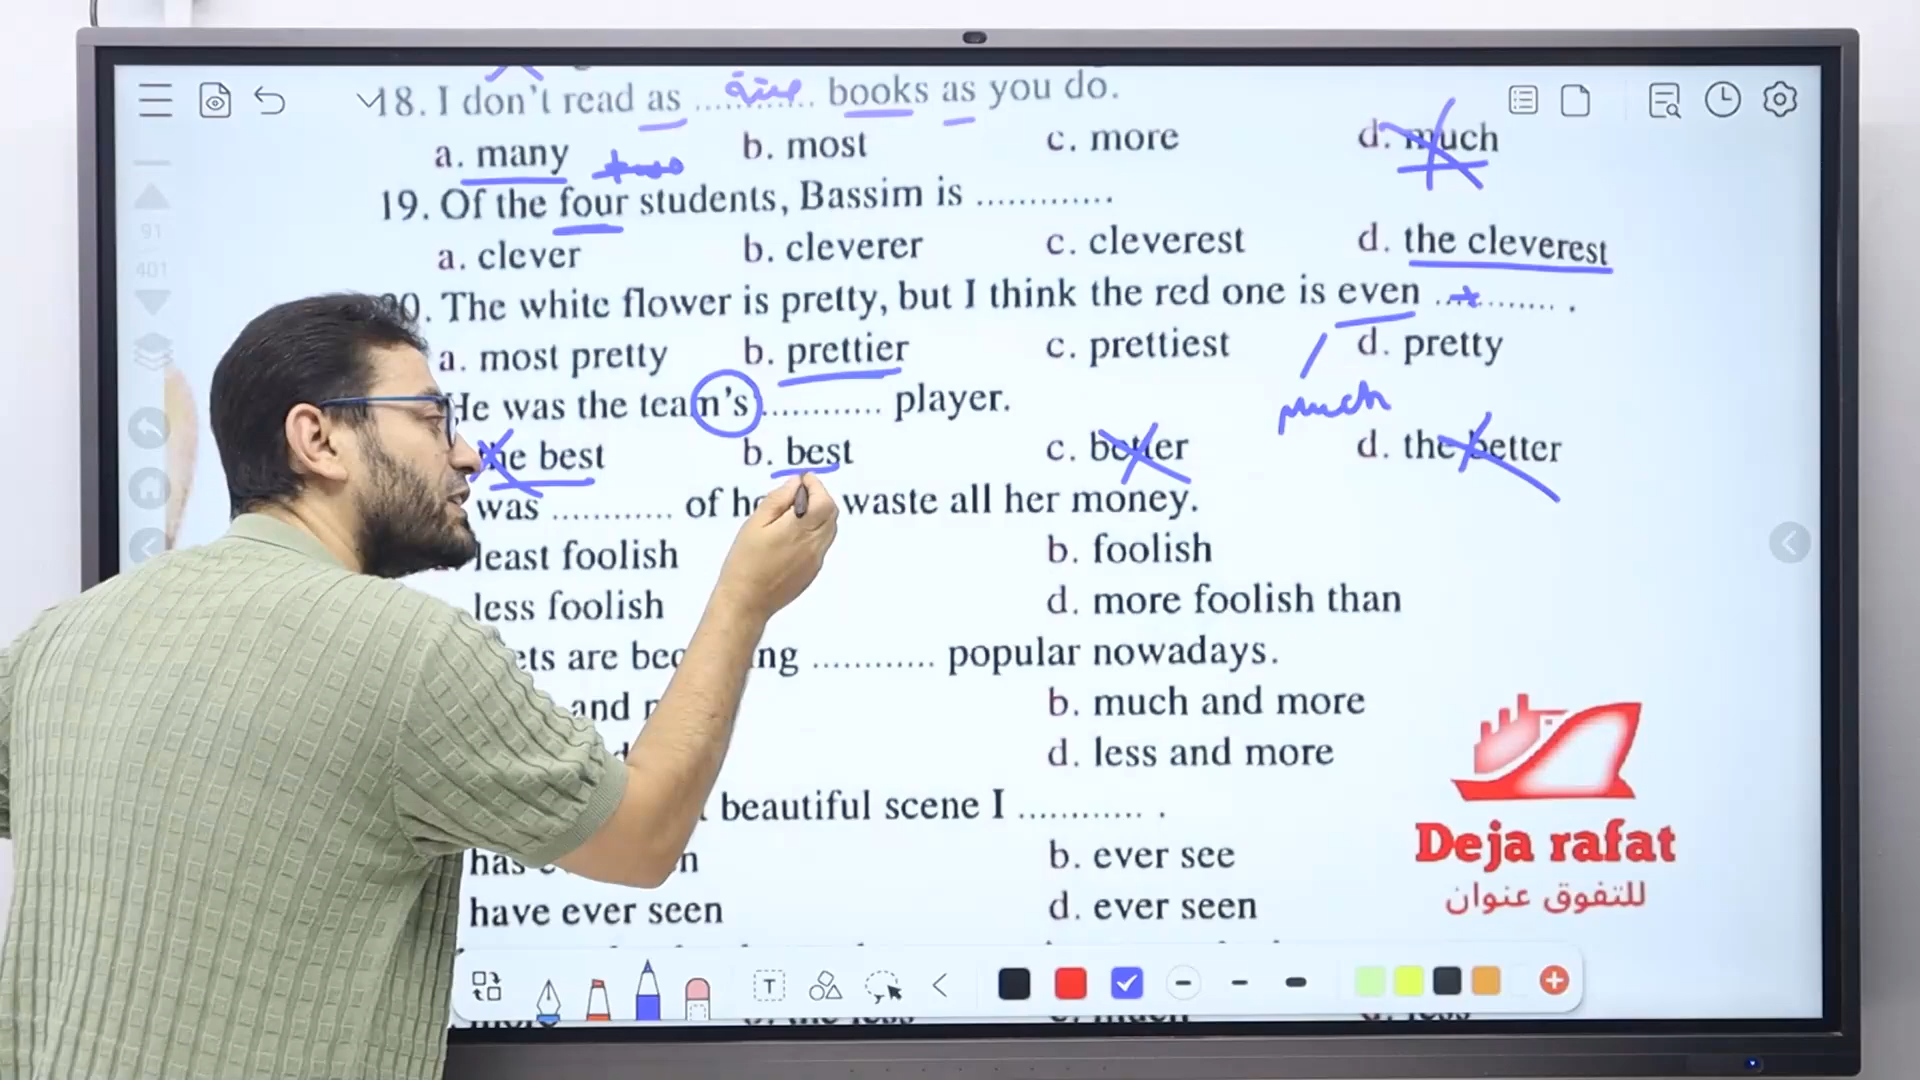 18. I don't read as ............ books as you do.
a. many b. most c. more d. much
19. Of the four students, Bassim is .............
a. clever b. cleverer c. cleverest d. the cleverest
20. The white flower is pretty, but I think the red one is even ............ .
a. most pretty b. prettier c. prettiest d. pretty
much
He was the team's ............ player.
the best b. best c. better d. the better
was ............ of waste all her money.
least foolish b. foolish
less foolish d. more foolish than
are ............ popular nowadays.
and b. much and more
d. less and more
beautiful scene I ............ .
has b. ever see
have ever seen d. ever seen
91
401
T
Deja rafat
للتفوق عنوان